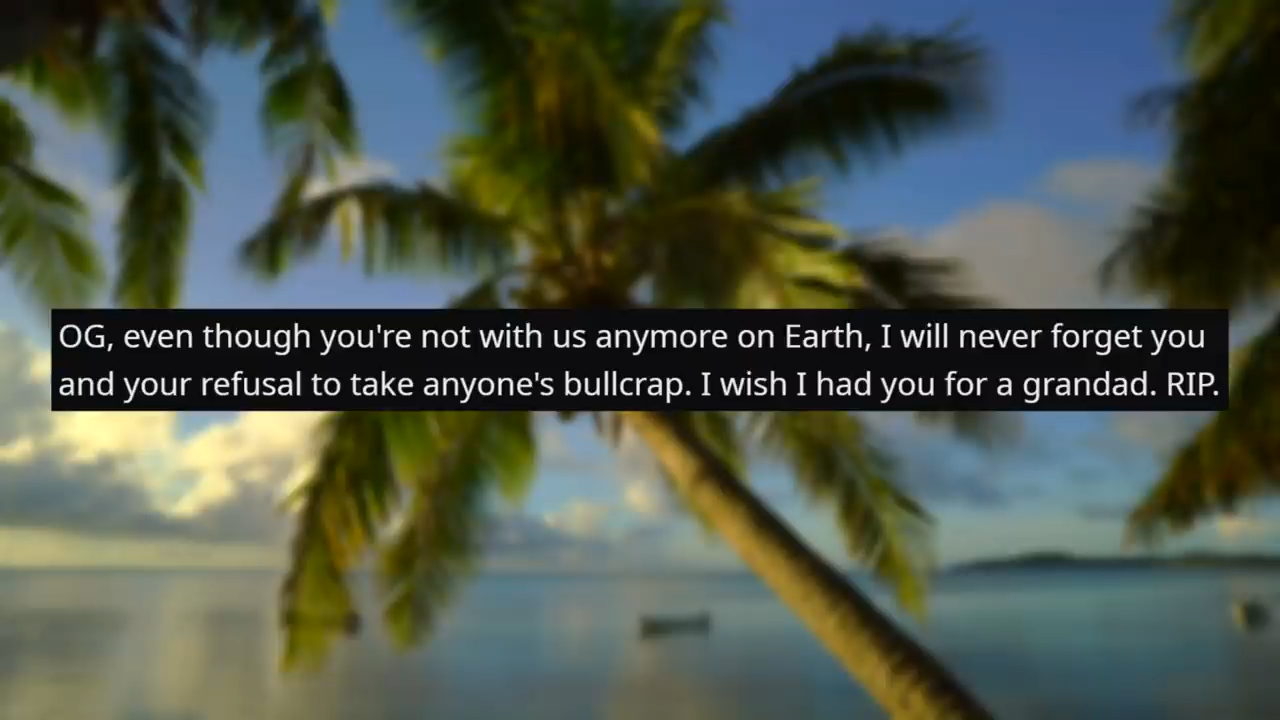 OG, even though you're not with us anymore on Earth, I will never forget you
and your refusal to take anyone's bullcrap. I wish I had you for a grandad. RIP.